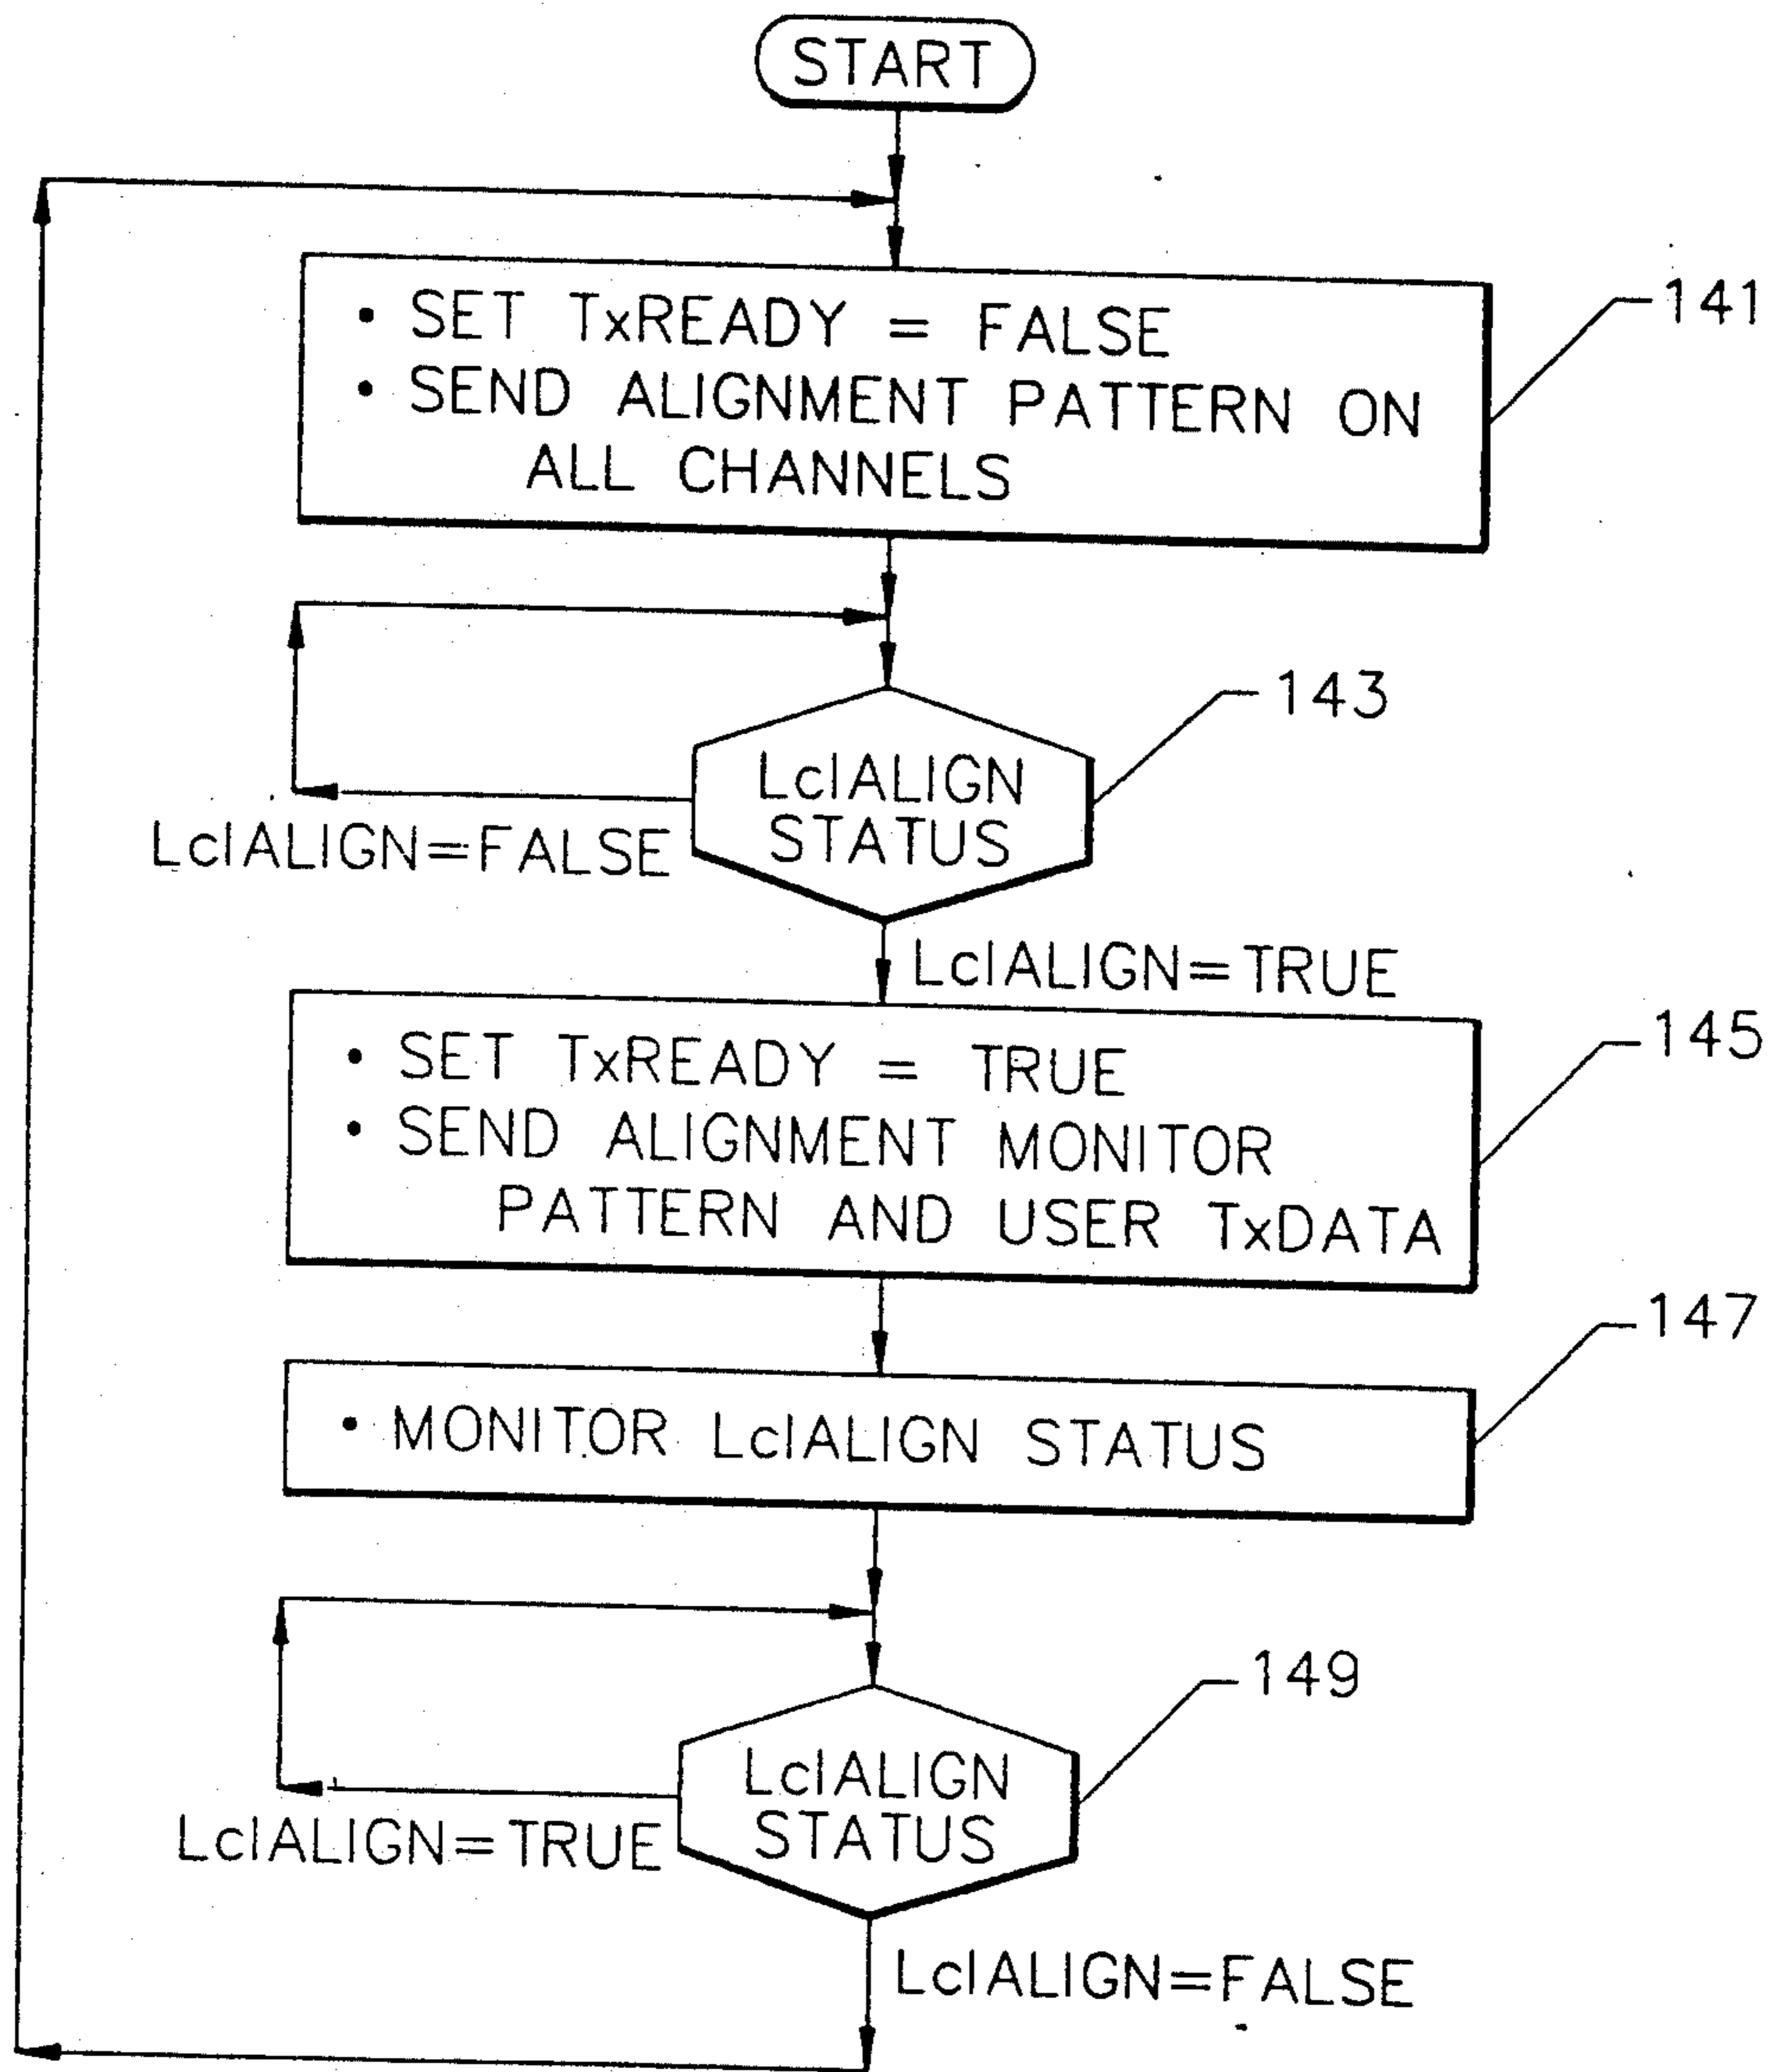 START
• SET TxREADY = FALSE
• SEND ALIGNMENT PATTERN ON
ALL CHANNELS
141
LclALIGN
STATUS
143
LclALIGN=FALSE
LclALIGN=TRUE
• SET TxREADY = TRUE
• SEND ALIGNMENT MONITOR
PATTERN AND USER TxDATA
145
• MONITOR LclALIGN STATUS
147
LclALIGN
STATUS
149
LclALIGN=TRUE
LclALIGN=FALSE